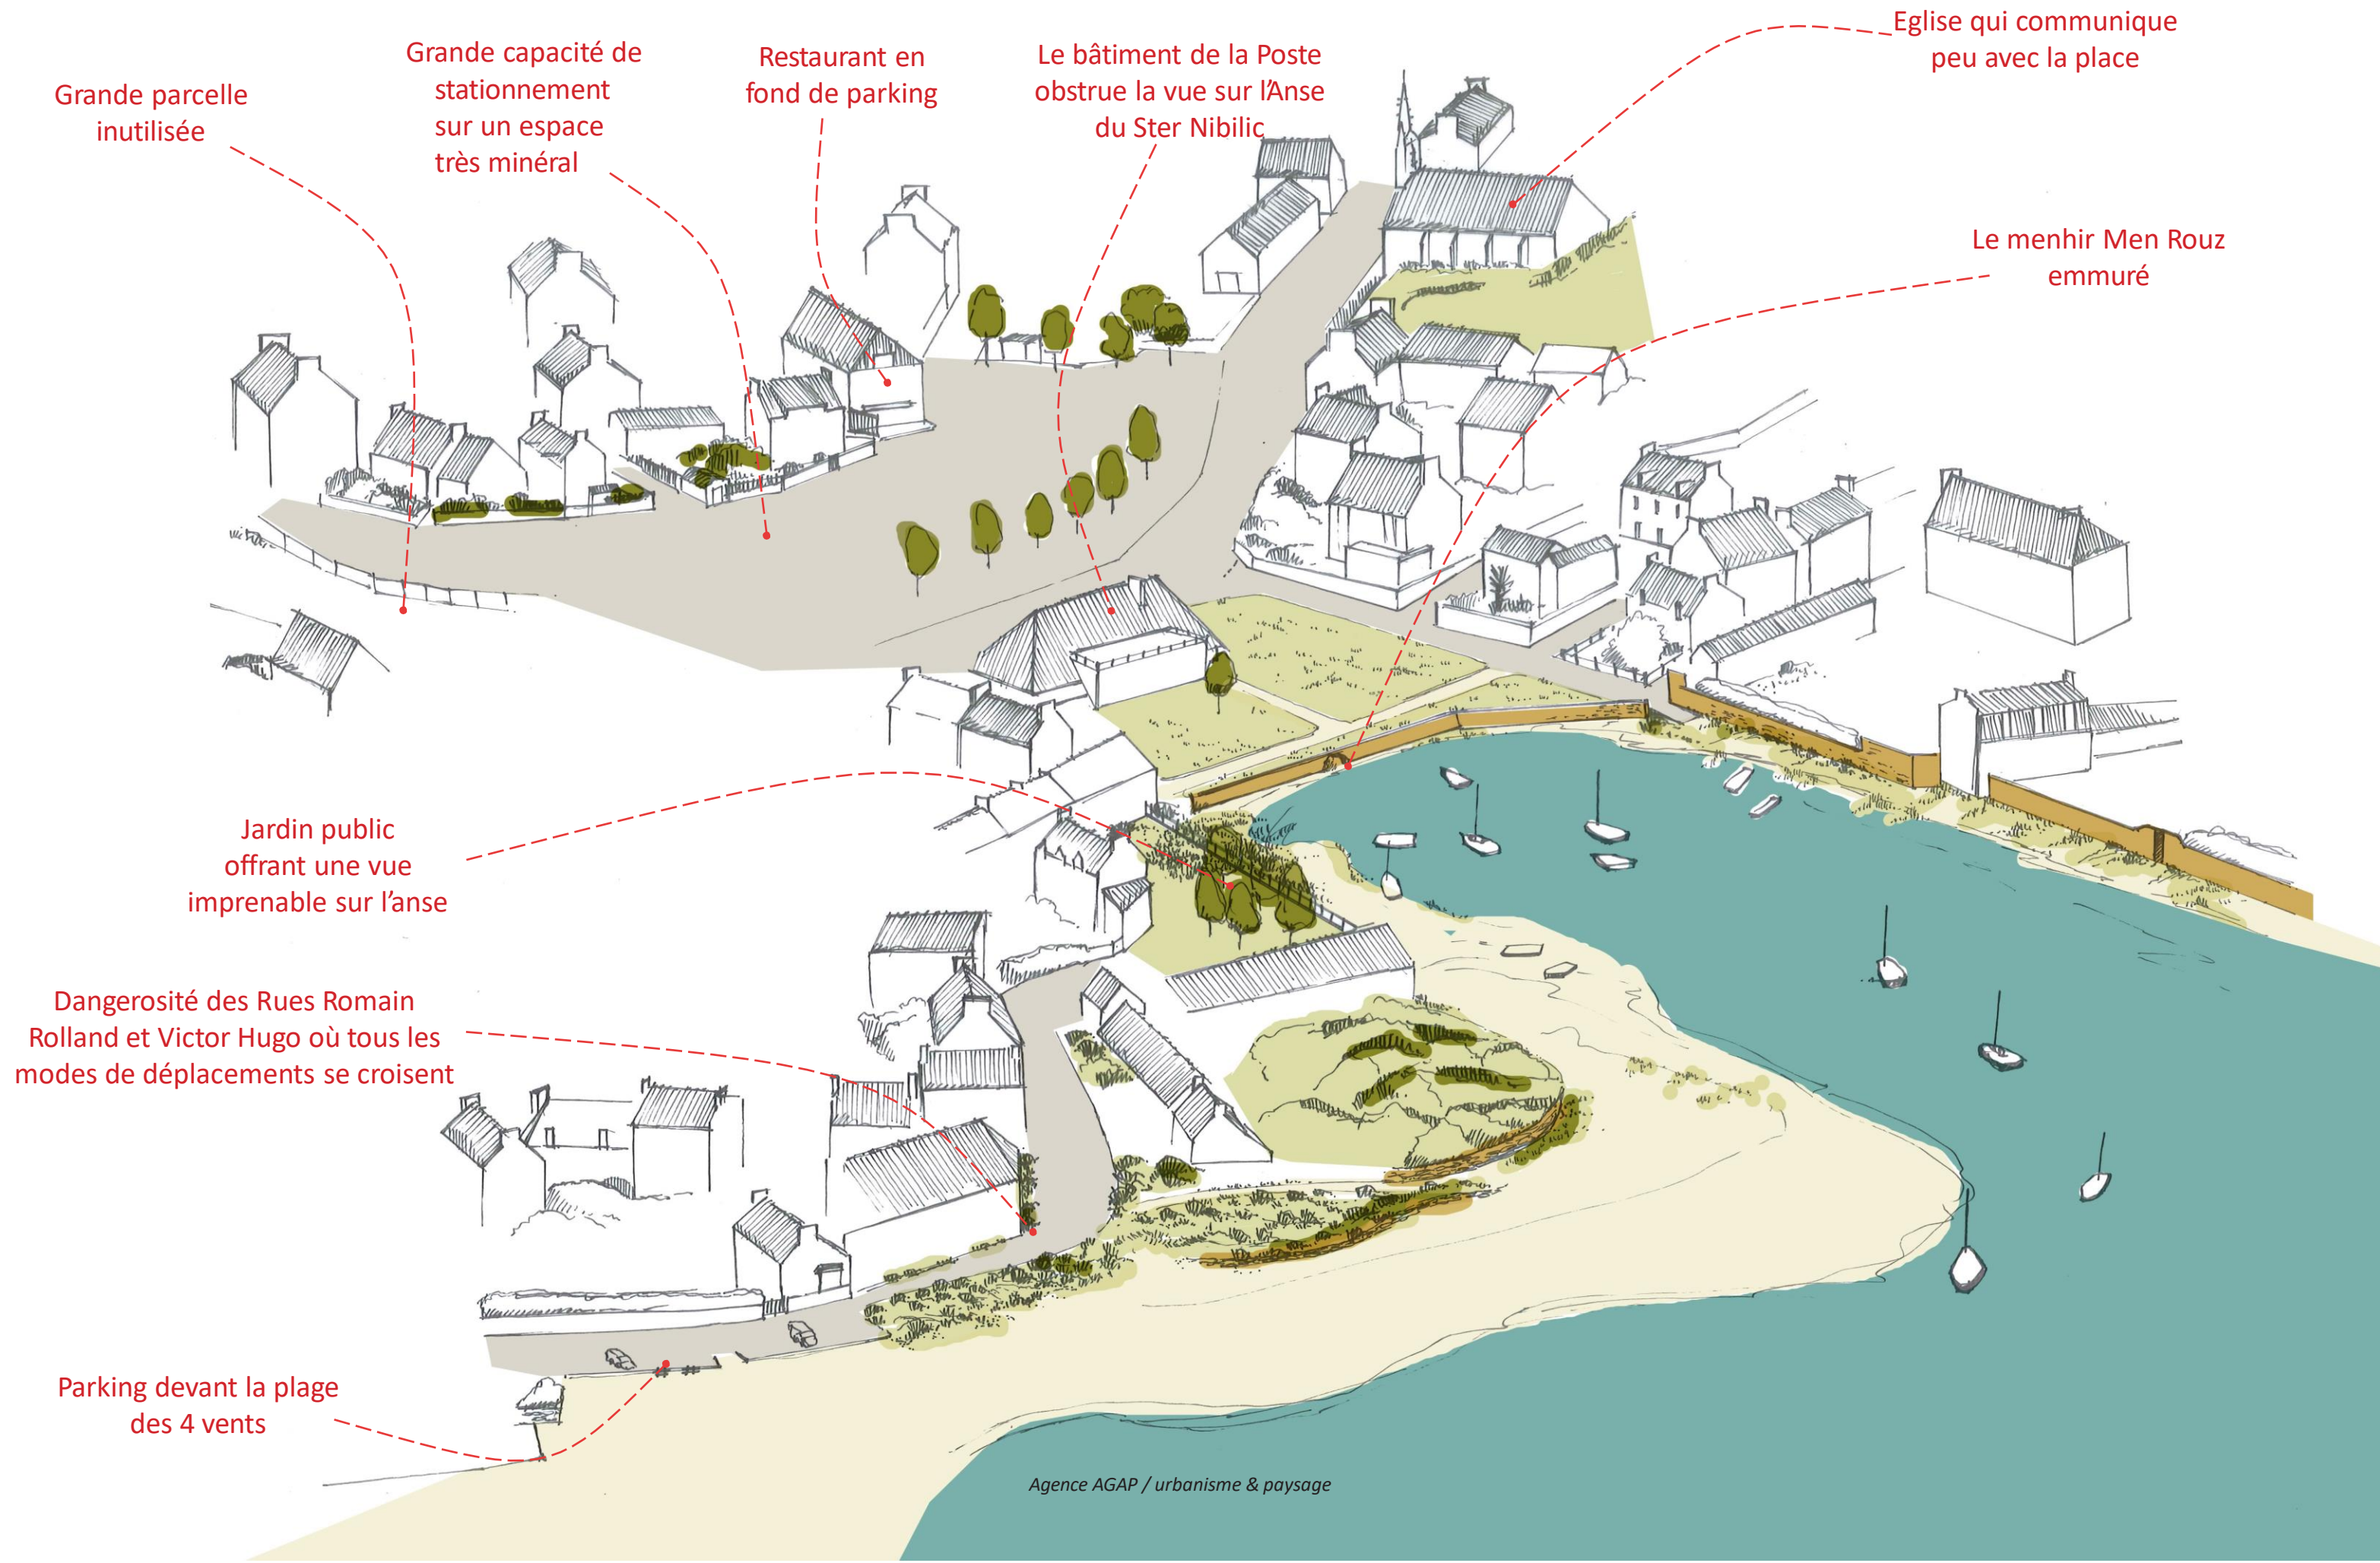 Grande parcelle
inutilisée
Grande capacité de
stationnement
sur un espace
très minéral
Restaurant en
fond de parking
Le bâtiment de la Poste
obstrue la vue sur l'Anse
du Ster Nibilic
Eglise qui communique
peu avec la place
Le menhir Men Rouz
emmuré
Jardin public
offrant une vue
imprenable sur l'anse
Dangerosité des Rues Romain
Rolland et Victor Hugo où tous les
modes de déplacements se croisent
Parking devant la plage
des 4 vents
Agence AGAP / urbanisme & paysage